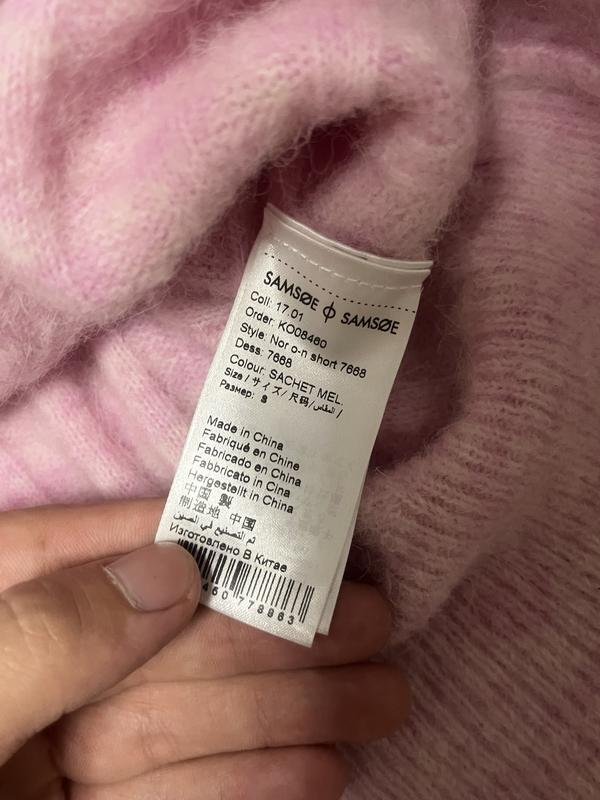 SAMSØE ϕ SAMSØE
Coll: 17.01
Order: KO08460
Style: Nor o-n short 7668
Dess: 7668
Colour: SACHET MEL.
Size / サイズ / 尺码 / المقاس /
Размер: S
Made in China
Fabriqué en Chine
Fabricado en China
Fabbricato in Cina
Hergestellt in China
中国 製
制造地 中国
تم التصنيع في الصين
Изготовлено В Китае
460 778963